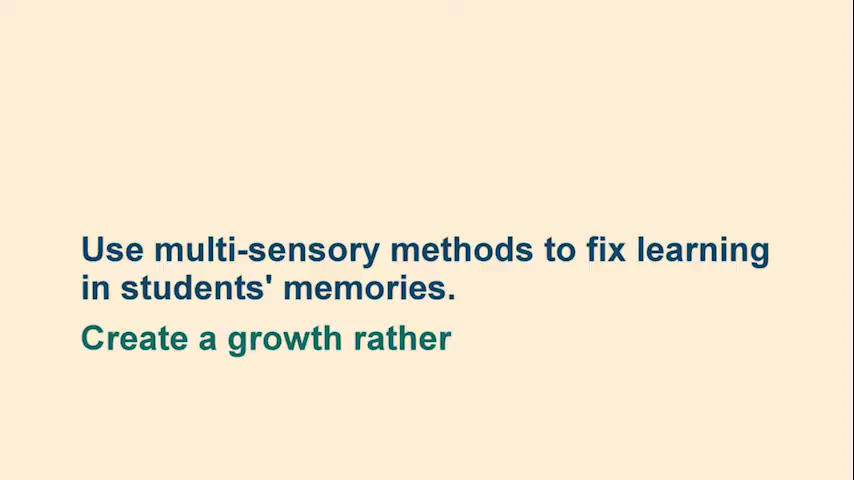 Use multi-sensory methods to fix learning
in students' memories.
Create a growth rather